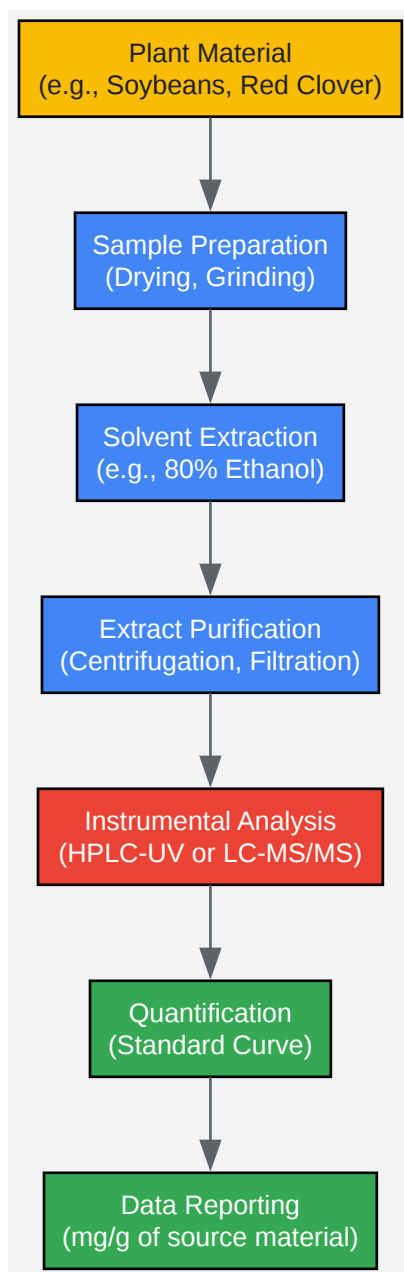 Plant Material
(e.g., Soybeans, Red Clover)
Sample Preparation
(Drying, Grinding)
Solvent Extraction
(e.g., 80% Ethanol)
Extract Purification
(Centrifugation, Filtration)
Instrumental Analysis
(HPLC-UV or LC-MS/MS)
Quantification
(Standard Curve)
Data Reporting
(mg/g of source material)